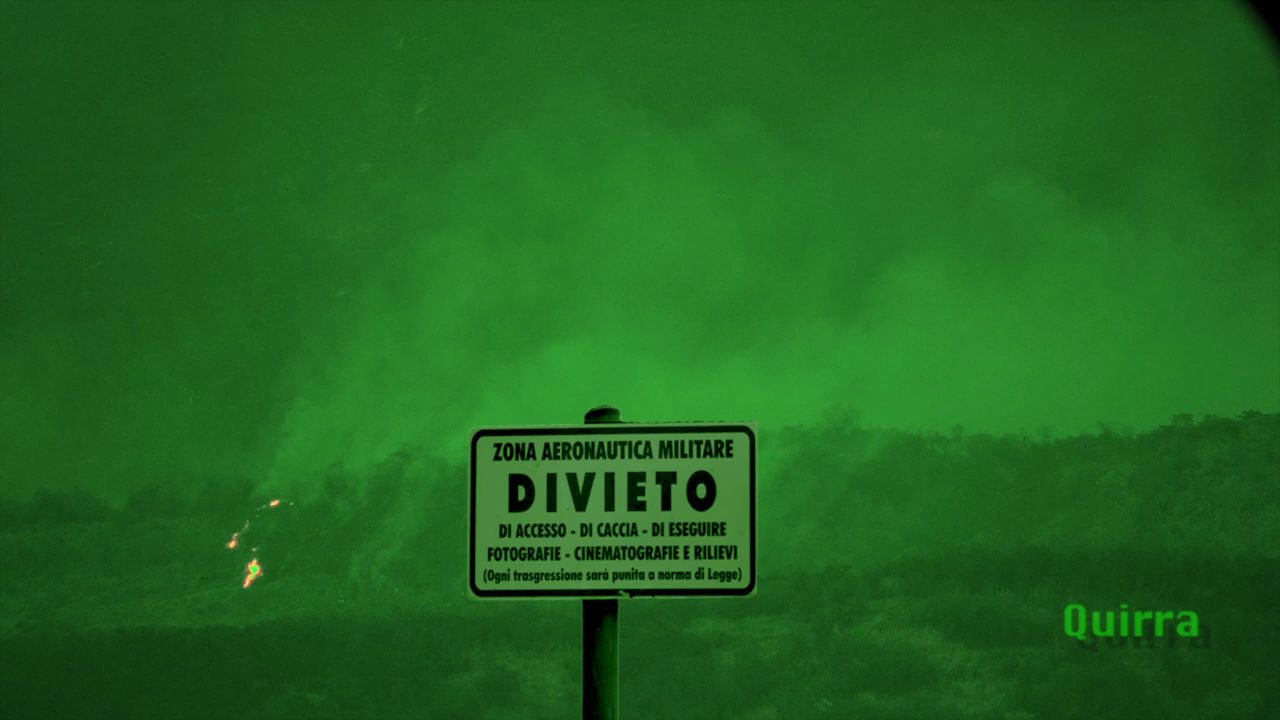 ZONA AERONAUTICA MILITARE
DIVIETO
DI ACCESSO - DI CACCIA - DI ESEGUIRE
FOTOGRAFIE - CINEMATOGRAFIE E RILIEVI
(Ogni trasgressione sarà punita a norma di Legge)
Quirra